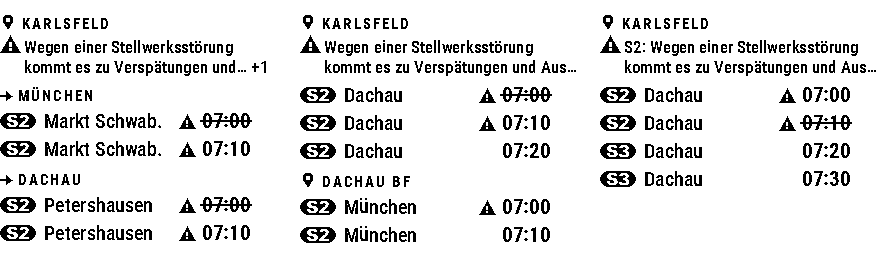 KARLSFELD
Wegen einer Stellwerksstörung
kommt es zu Verspätungen und… +1
→ MÜNCHEN
S2 Markt Schwab. 07:00
S2 Markt Schwab. 07:10
→ DACHAU
S2 Petershausen 07:00
S2 Petershausen 07:10
KARLSFELD
Wegen einer Stellwerksstörung
kommt es zu Verspätungen und Aus…
S2 Dachau 07:00
S2 Dachau 07:10
S2 Dachau 07:20
DACHAU BF
S2 München 07:00
S2 München 07:10
KARLSFELD
S2: Wegen einer Stellwerksstörung
kommt es zu Verspätungen und Aus…
S2 Dachau 07:00
S2 Dachau 07:10
S3 Dachau 07:20
S3 Dachau 07:30